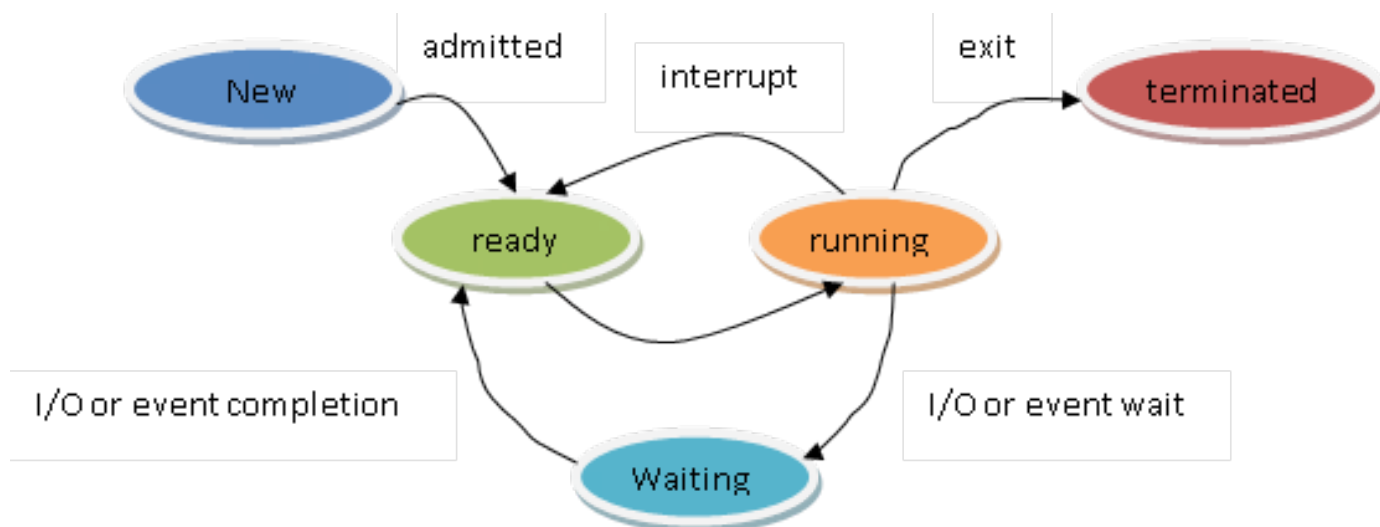 admitted
exit
New
interrupt
terminated
ready
running
I/O or event completion
I/O or event wait
Waiting